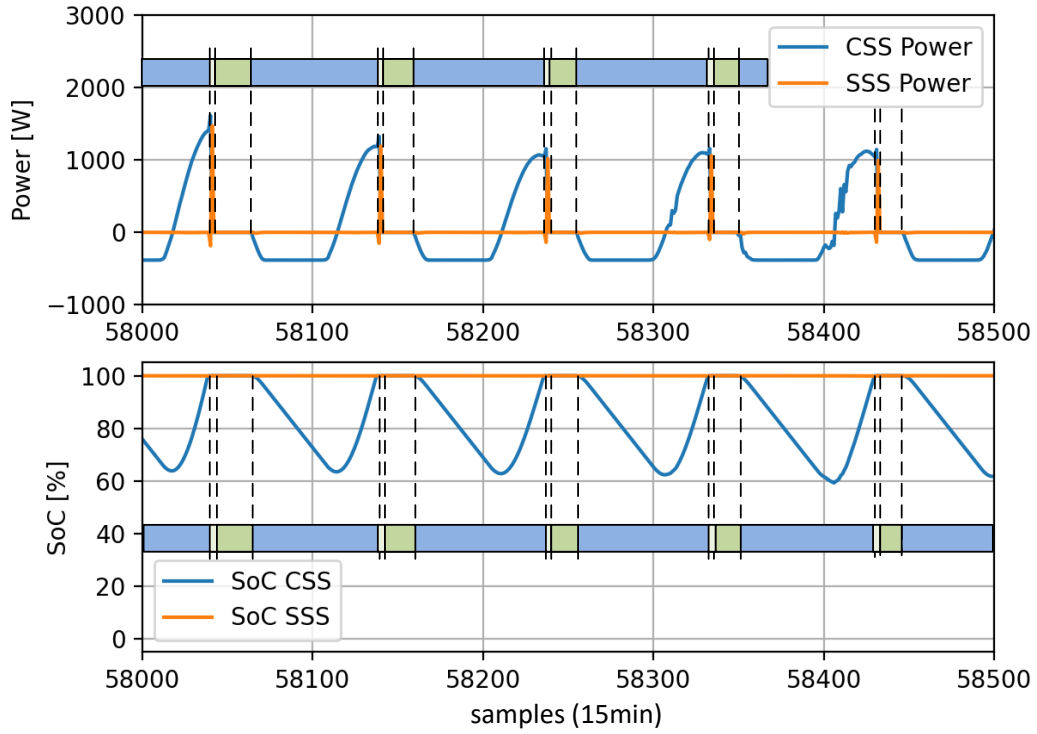 3000
2000
1000
0
−1000
Power [W]
CSS Power
SSS Power
58000 58100 58200 58300 58400 58500
100
80
60
40
20
0
SoC [%]
SoC CSS
SoC SSS
58000 58100 58200 58300 58400 58500
samples (15min)